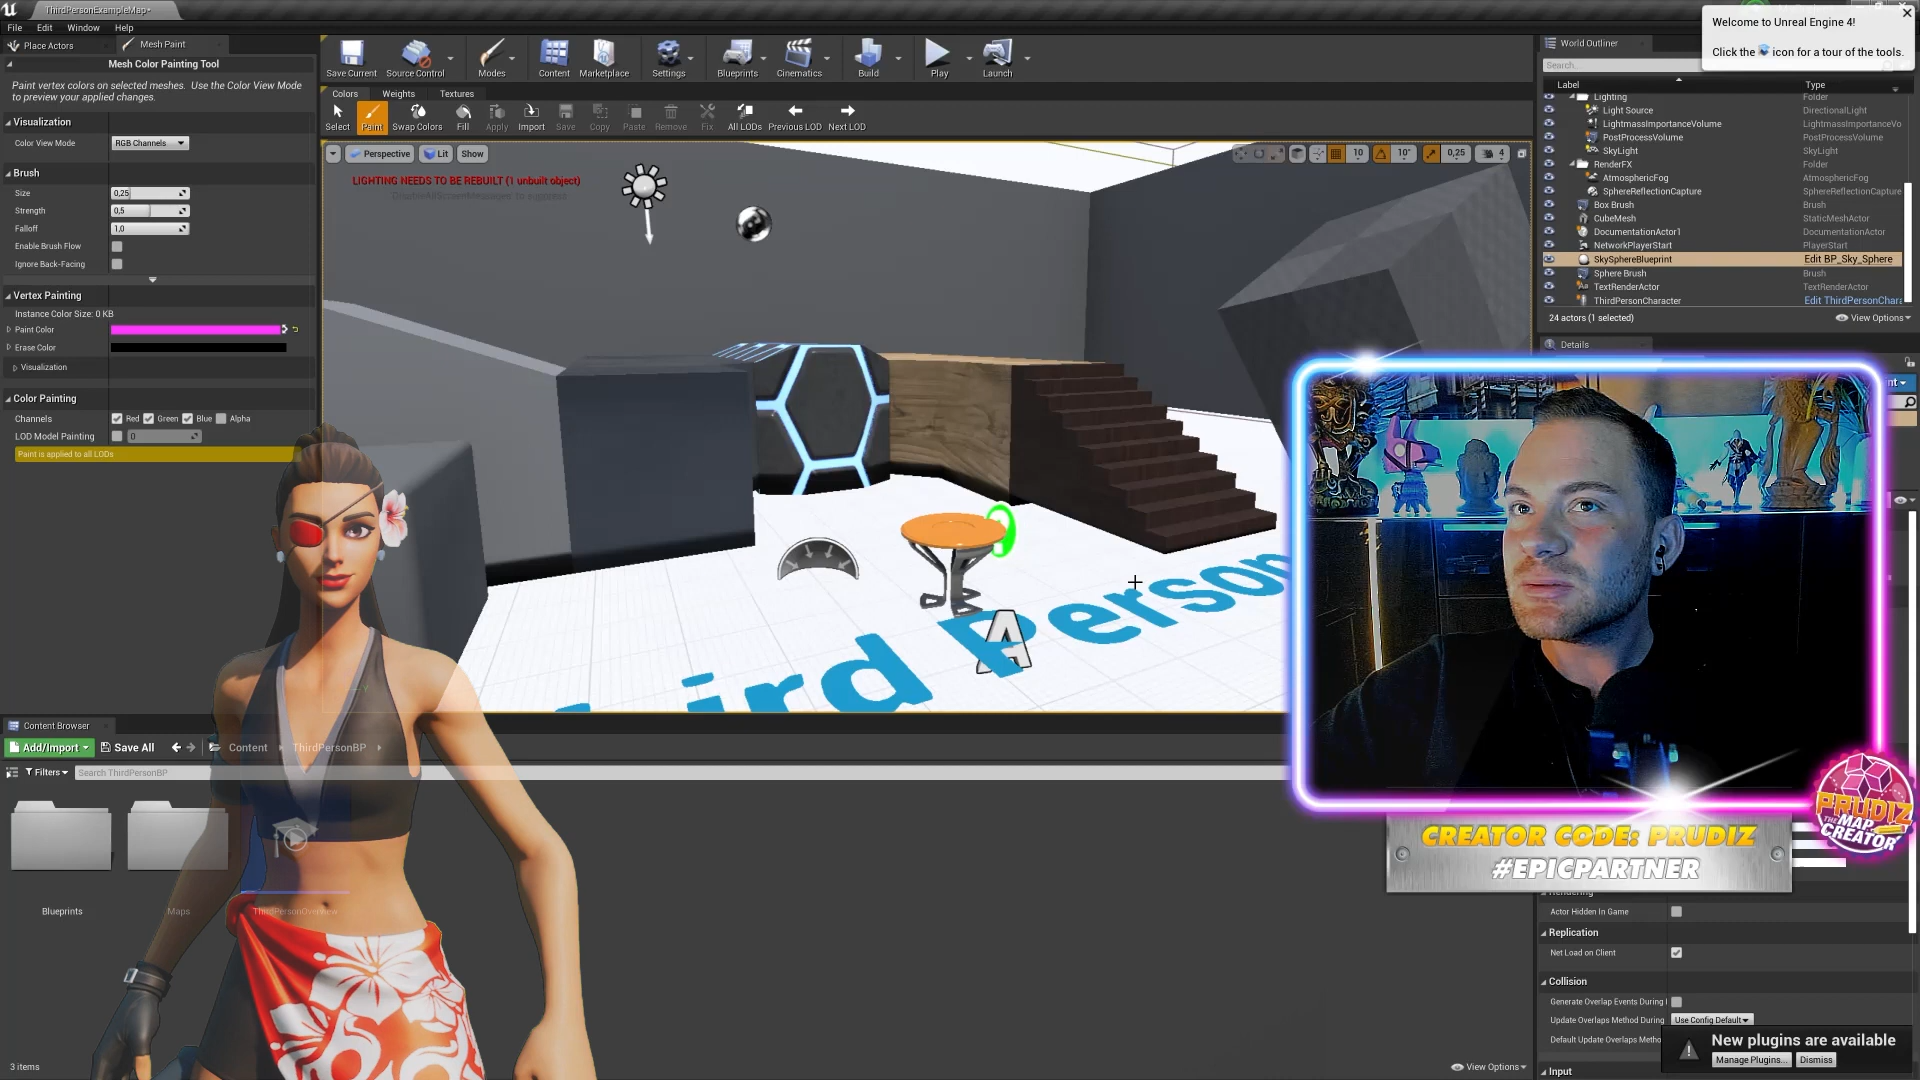 ThirdPersonExampleMap*
Welcome to Unreal Engine 4!
Click the icon for a tour of the tools.
File Edit Window Help
Place Actors
Mesh Paint
World Outliner
Search...
Save Current
Source Control
Modes
Content
Marketplace
Settings
Blueprints
Cinematics
Build
Play
Launch
Mesh Color Painting Tool
Paint vertex colors on selected meshes. Use the Color View Mode
to preview your applied changes.
Colors
Weights
Textures
Select
Paint
Swap Colors
Fill
Apply
Import
Save
Copy
Paste
Remove
Fix
All LODs
Previous LOD
Next LOD
Visualization
Color View Mode
RGB Channels
Brush
Size
0,25
Strength
0,5
Falloff
1,0
Enable Brush Flow
Ignore Back-Facing
Vertex Painting
Instance Color Size: 0 KB
Paint Color
Erase Color
Visualization
Color Painting
Channels
Red
Green
Blue
Alpha
LOD Model Painting
0
Paint is applied to all LODs
Perspective
Lit
Show
10
10°
0,25
4
LIGHTING NEEDS TO BE REBUILT (1 unbuilt object)
'DisableAllScreenMessages' to suppress
ird Person
A
Label
Type
Lighting Folder
Light Source DirectionalLight
LightmassImportanceVolume LightmassImportanceVo
PostProcessVolume PostProcessVolume
SkyLight SkyLight
RenderFX Folder
AtmosphericFog AtmosphericFog
SphereReflectionCapture SphereReflectionCapture
Box Brush Brush
CubeMesh StaticMeshActor
DocumentationActor1 DocumentationActor
NetworkPlayerStart PlayerStart
SkySphereBlueprint Edit BP_Sky_Sphere
Sphere Brush Brush
TextRenderActor TextRenderActor
ThirdPersonCharacter Edit ThirdPersonChara
24 actors (1 selected)
View Options
Details
nt
Content Browser
Add/Import
Save All
Content
ThirdPersonBP
Filters
Search ThirdPersonBP
Blueprints
Maps
ThirdPersonOverview
3 items
View Options
CREATOR CODE: PRUDIZ
#EPICPARTNER
PRUDIZ
THE MAP
CREATOR
Rendering
Actor Hidden In Game
Replication
Net Load on Client
Collision
Generate Overlap Events During
Update Overlaps Method During
Use Config Default
Default Update Overlaps Metho
Input
New plugins are available
Manage Plugins...
Dismiss